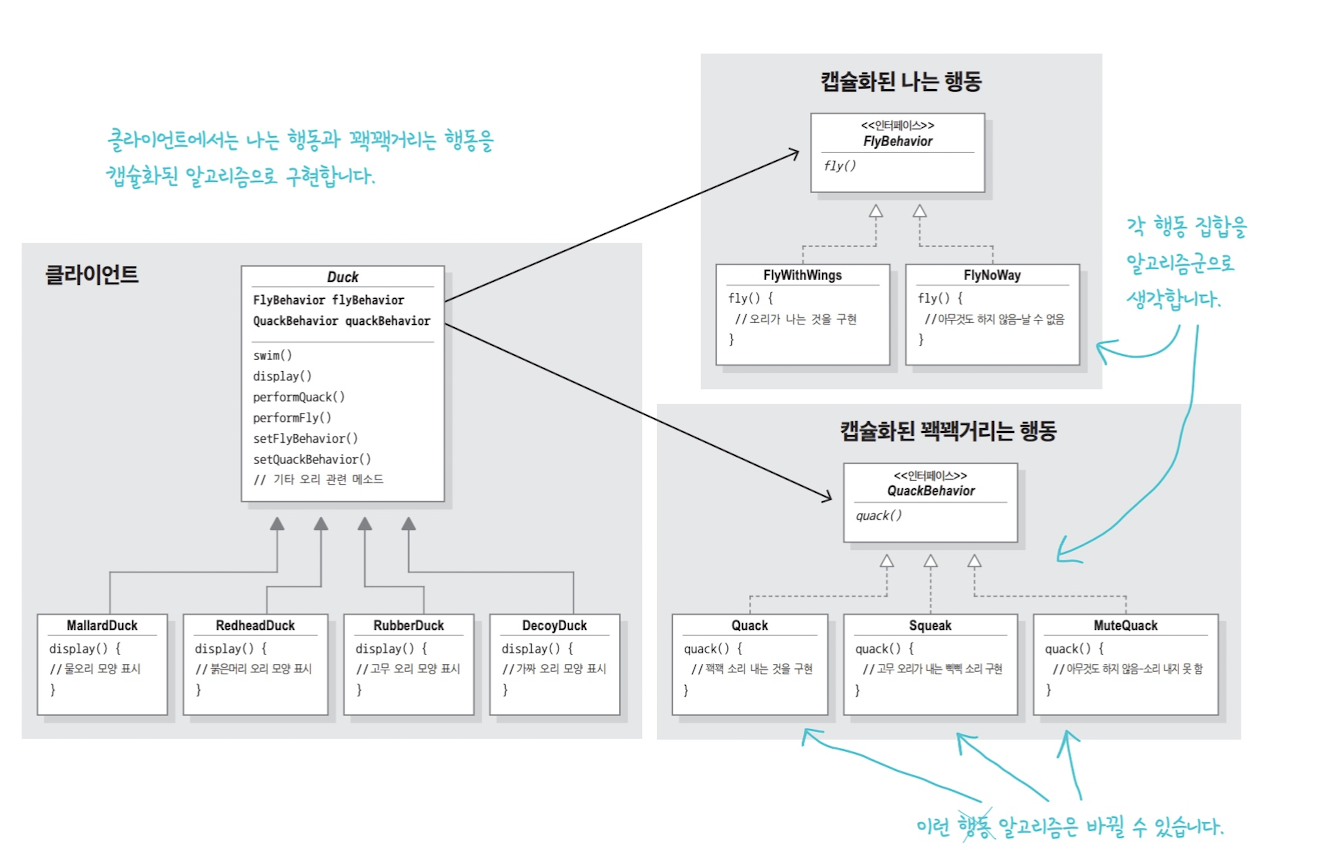 캡슐화된 나는 행동
<<인터페이스>>
FlyBehavior
fly()
클라이언트에서는 나는 행동과 꽥꽥거리는 행동을
캡슐화된 알고리즘으로 구현합니다.
각 행동 집합을
알고리즘군으로
생각합니다.
FlyWithWings
fly() {
//오리가 나는 것을 구현
}
FlyNoWay
fly() {
//아무것도 하지 않음-날 수 없음
}
클라이언트
Duck
FlyBehavior flyBehavior
QuackBehavior quackBehavior
swim()
display()
performQuack()
performFly()
setFlyBehavior()
setQuackBehavior()
// 기타 오리 관련 메소드
MallardDuck
display() {
//물오리 모양 표시
}
RedheadDuck
display() {
//붉은머리 오리 모양 표시
}
RubberDuck
display() {
//고무 오리 모양 표시
}
DecoyDuck
display() {
//가짜 오리 모양 표시
}
캡슐화된 꽥꽥거리는 행동
<<인터페이스>>
QuackBehavior
quack()
Quack
quack() {
//꽥꽥 소리 내는 것을 구현
}
Squeak
quack() {
//고무 오리가 내는 삑삑 소리 구현
}
MuteQuack
quack() {
//아무것도 하지 않음-소리 내지 못 함
}
이런 행동 알고리즘은 바뀔 수 있습니다.